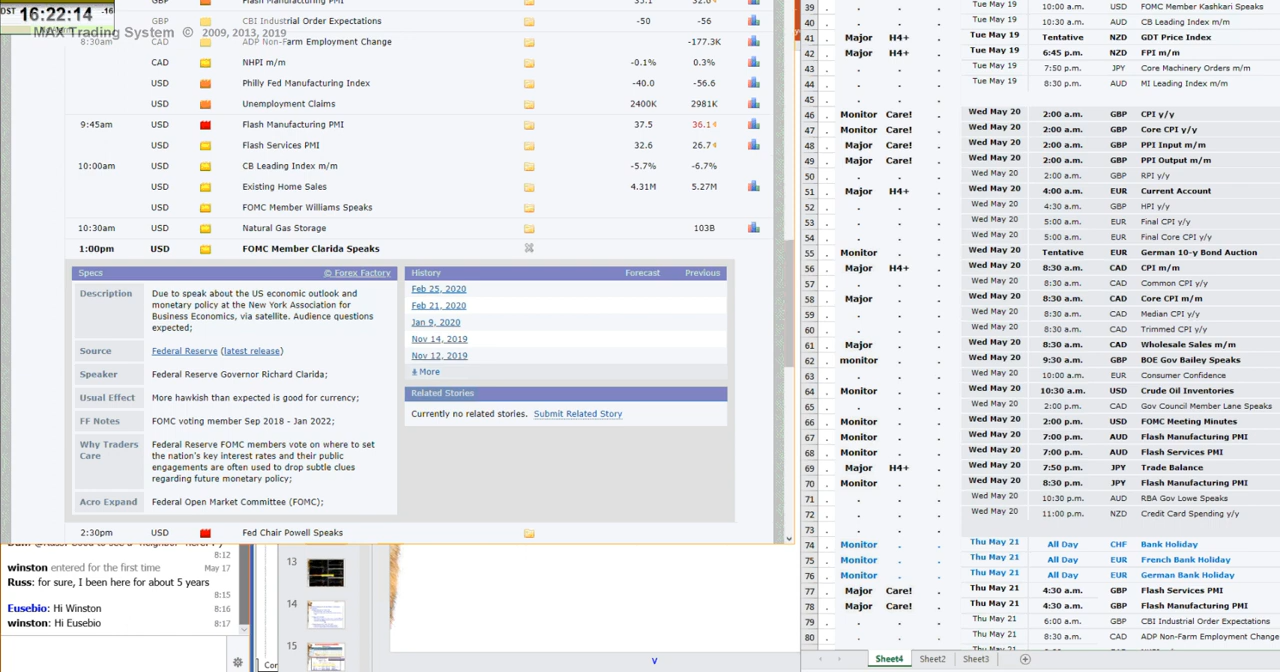 DST 16:22:14 -16
MAX Trading System © 2009, 2013, 2019
GBP Flash Manufacturing PMI 35.1 32.6
GBP CBI Industrial Order Expectations -50 -56
8:30am CAD ADP Non-Farm Employment Change -177.3K
CAD NHPI m/m -0.1% 0.3%
USD Philly Fed Manufacturing Index -40.0 -56.6
USD Unemployment Claims 2400K 2981K
9:45am USD Flash Manufacturing PMI 37.5 36.1
USD Flash Services PMI 32.6 26.7
10:00am USD CB Leading Index m/m -5.7% -6.7%
USD Existing Home Sales 4.31M 5.27M
USD FOMC Member Williams Speaks
10:30am USD Natural Gas Storage 103B
1:00pm USD FOMC Member Clarida Speaks
Specs © Forex Factory
Description Due to speak about the US economic outlook and
monetary policy at the New York Association for
Business Economics, via satellite. Audience questions
expected;
Source Federal Reserve (latest release)
Speaker Federal Reserve Governor Richard Clarida;
Usual Effect More hawkish than expected is good for currency;
FF Notes FOMC voting member Sep 2018 - Jan 2022;
Why Traders Care Federal Reserve FOMC members vote on where to set
the nation's key interest rates and their public
engagements are often used to drop subtle clues
regarding future monetary policy;
Acro Expand Federal Open Market Committee (FOMC);
History Forecast Previous
Feb 25, 2020
Feb 21, 2020
Jan 9, 2020
Nov 14, 2019
Nov 12, 2019
More
Related Stories
Currently no related stories. Submit Related Story
2:30pm USD Fed Chair Powell Speaks
8:12
winston entered for the first time May 17
Russ: for sure, I been here for about 5 years
8:15
Eusebio: Hi Winston 8:16
winston: Hi Eusebio 8:17
13
14
15
v
39 . . . Tue May 19 10:00 a.m. USD FOMC Member Kashkari Speaks
40 . . . Tue May 19 10:30 a.m. AUD CB Leading Index m/m
41 . Major H4+ . Tue May 19 Tentative NZD GDT Price Index
42 . Major H4+ . Tue May 19 6:45 p.m. NZD FPI m/m
43 . . . Tue May 19 7:50 p.m. JPY Core Machinery Orders m/m
44 . . . Tue May 19 8:30 p.m. AUD MI Leading Index m/m
45
46 . Monitor Care! . Wed May 20 2:00 a.m. GBP CPI y/y
47 . Monitor Care! . Wed May 20 2:00 a.m. GBP Core CPI y/y
48 . Major Care! . Wed May 20 2:00 a.m. GBP PPI Input m/m
49 . Major Care! . Wed May 20 2:00 a.m. GBP PPI Output m/m
50 . . . Wed May 20 2:00 a.m. GBP RPI y/y
51 . Major H4+ . Wed May 20 4:00 a.m. EUR Current Account
52 . . . Wed May 20 4:30 a.m. GBP HPI y/y
53 . . . Wed May 20 5:00 a.m. EUR Final CPI y/y
54 . . . Wed May 20 5:00 a.m. EUR Final Core CPI y/y
55 . Monitor . . Wed May 20 Tentative EUR German 10-y Bond Auction
56 . Major H4+ . Wed May 20 8:30 a.m. CAD CPI m/m
57 . . . Wed May 20 8:30 a.m. CAD Common CPI y/y
58 . Major . Wed May 20 8:30 a.m. CAD Core CPI m/m
59 . . . Wed May 20 8:30 a.m. CAD Median CPI y/y
60 . . . Wed May 20 8:30 a.m. CAD Trimmed CPI y/y
61 . Major . Wed May 20 8:30 a.m. CAD Wholesale Sales m/m
62 . monitor . . Wed May 20 9:30 a.m. GBP BOE Gov Bailey Speaks
63 . . . Wed May 20 10:00 a.m. EUR Consumer Confidence
64 . Monitor . . Wed May 20 10:30 a.m. USD Crude Oil Inventories
65 . . . Wed May 20 2:00 p.m. CAD Gov Council Member Lane Speaks
66 . Monitor . . Wed May 20 2:00 p.m. USD FOMC Meeting Minutes
67 . Monitor . . Wed May 20 7:00 p.m. AUD Flash Manufacturing PMI
68 . Monitor . . Wed May 20 7:00 p.m. AUD Flash Services PMI
69 . Major H4+ . Wed May 20 7:50 p.m. JPY Trade Balance
70 . Monitor . . Wed May 20 8:30 p.m. JPY Flash Manufacturing PMI
71 . . . Wed May 20 10:30 p.m. AUD RBA Gov Lowe Speaks
72 . . . Wed May 20 11:00 p.m. NZD Credit Card Spending y/y
73
74 . Monitor . . Thu May 21 All Day CHF Bank Holiday
75 . Monitor . . Thu May 21 All Day EUR French Bank Holiday
76 . Monitor . . Thu May 21 All Day EUR German Bank Holiday
77 . Major Care! . Thu May 21 4:30 a.m. GBP Flash Services PMI
78 . Major Care! . Thu May 21 4:30 a.m. GBP Flash Manufacturing PMI
79 . . . Thu May 21 6:00 a.m. GBP CBI Industrial Order Expectations
80 . . . Thu May 21 8:30 a.m. CAD ADP Non-Farm Employment Change
Sheet4 Sheet2 Sheet3